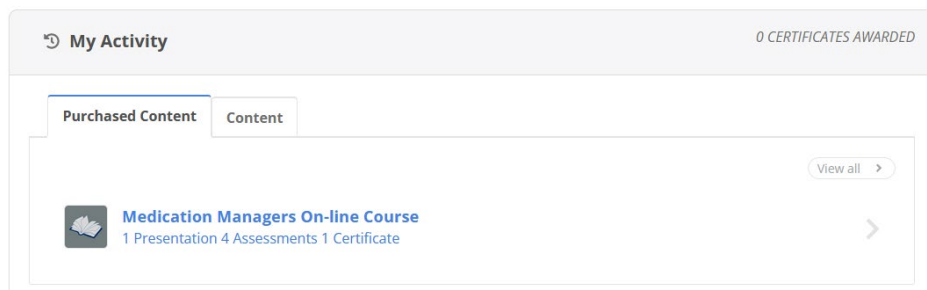 My Activity
0 CERTIFICATES AWARDED
Purchased Content
Content
View all
Medication Managers On-line Course
1 Presentation 4 Assessments 1 Certificate